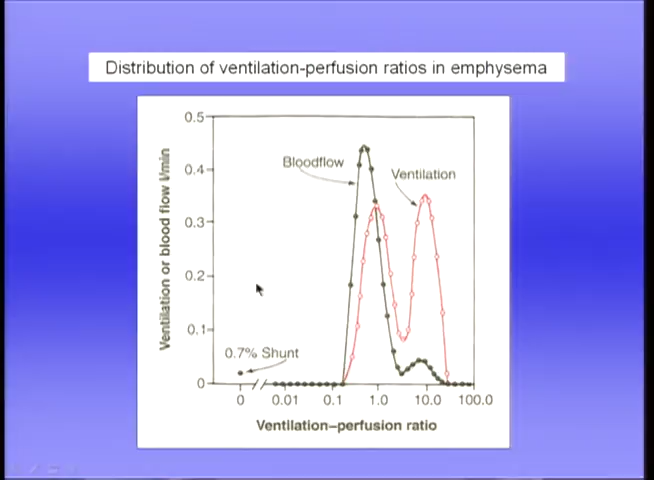 Distribution of ventilation-perfusion ratios in emphysema
0.5
Bloodflow
0.4
Ventilation
0.3
0.2
0.1
0.7% Shunt
0
0 0.01 0.1 1.0 10.0 100.0
Ventilation or blood flow l/min
Ventilation–perfusion ratio